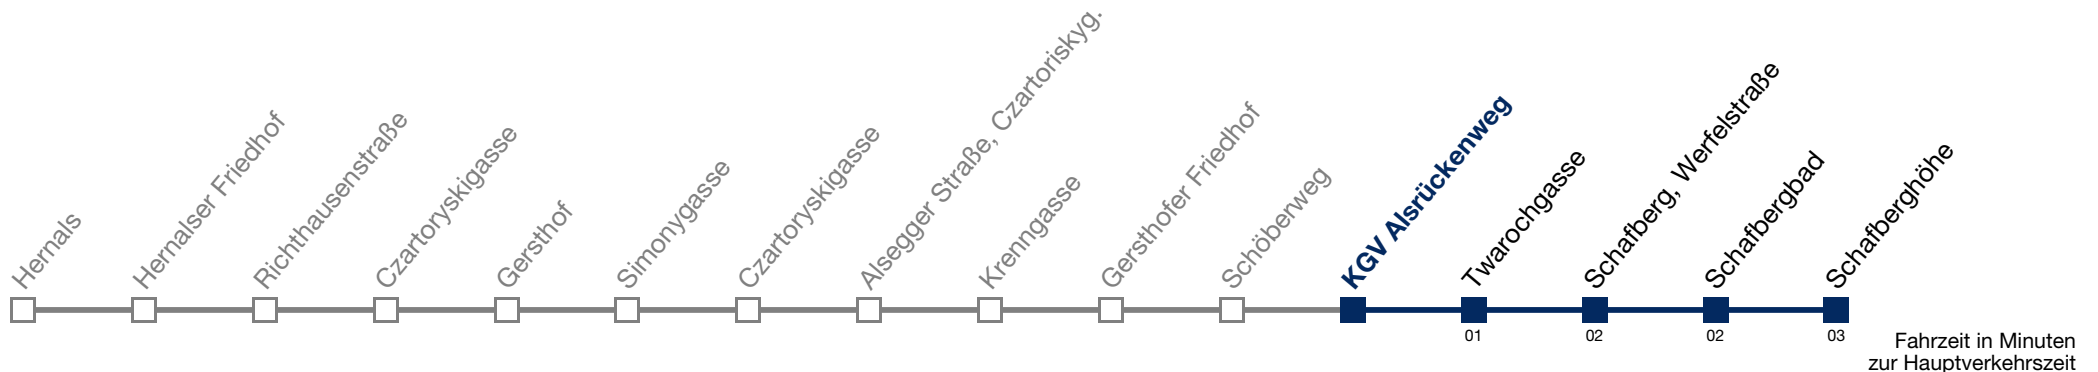 Hernals
Hernalser Friedhof
Richthausenstraße
Czartoryskigasse
Gersthof
Simonygasse
Czartoryskigasse
Alsegger Straße, Czartoriskyg.
Krenngasse
Gersthofer Friedhof
Schöberweg
KGV Alsrückenweg
Twarochgasse
Schafberg, Werfelstraße
Schafbergbad
Schafberghöhe
01
02
02
03
Fahrzeit in Minuten
zur Hauptverkehrszeit